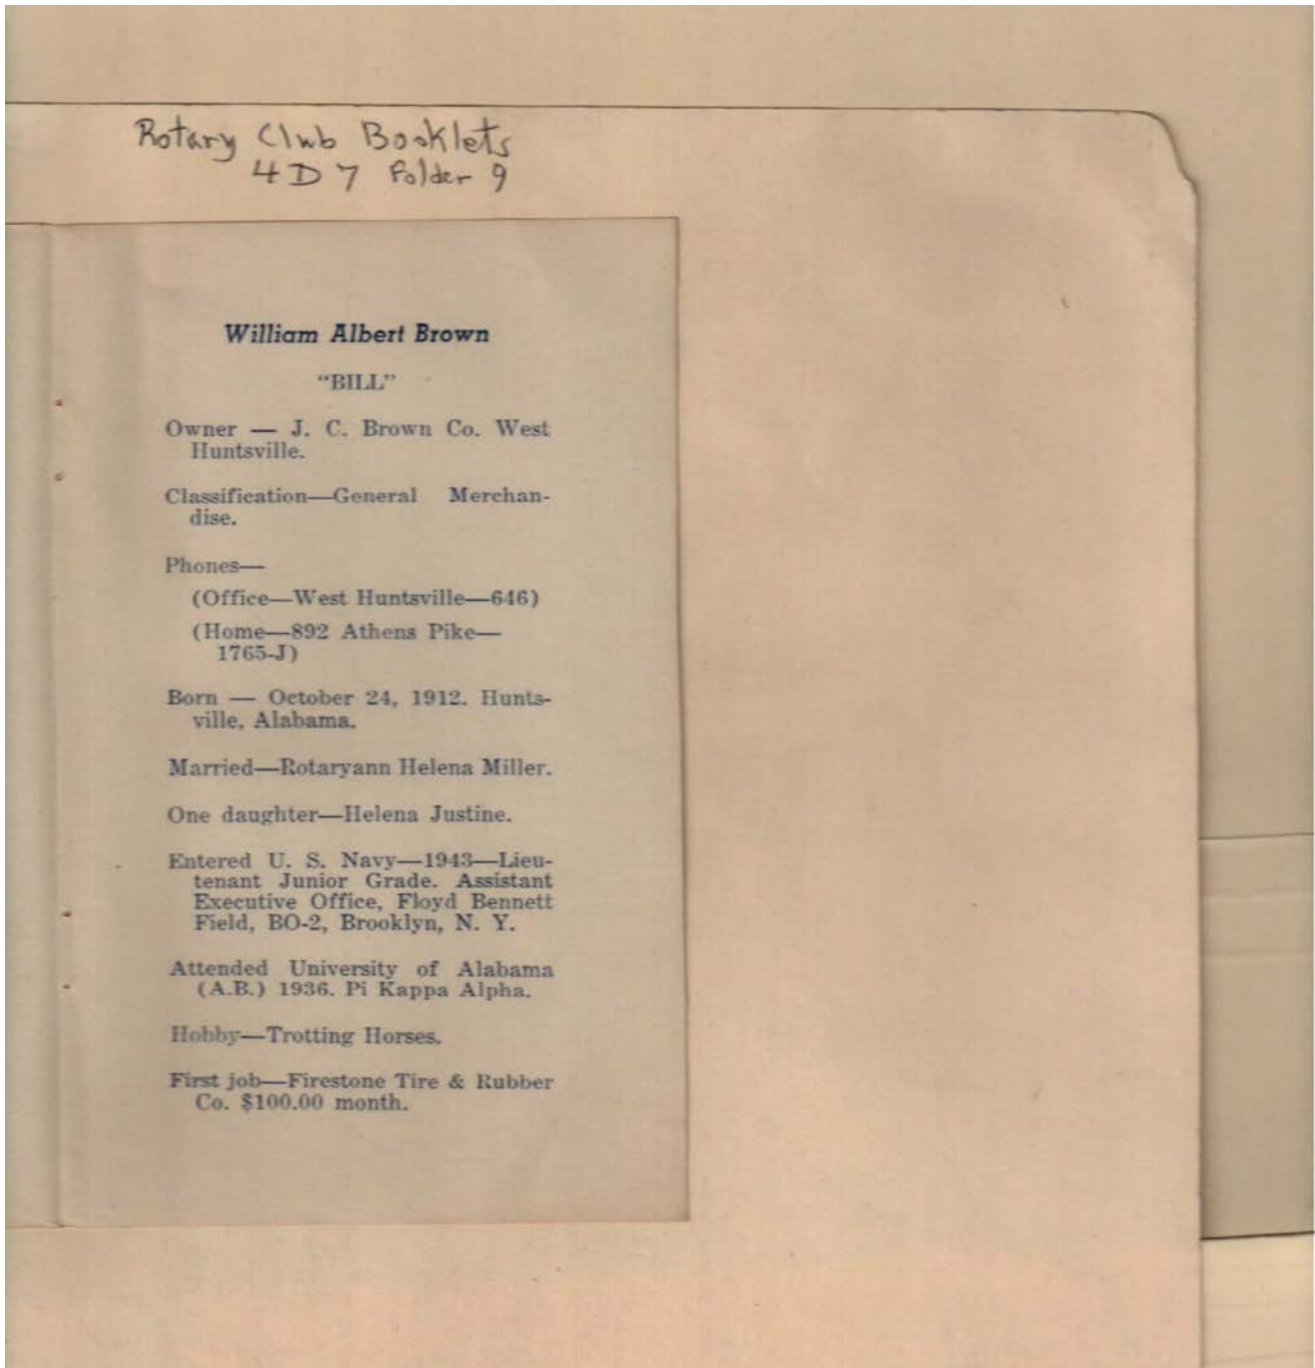 Rotary Club Booklets
4D7 Folder 9
William Albert Brown
“BILL”
Owner — J. C. Brown Co. West
Huntsville.
Classification—General Merchan-
dise.
Phones—
(Office—West Huntsville—646)
(Home—892 Athens Pike—
1765-J)
Born — October 24, 1912. Hunts-
ville, Alabama.
Married—Rotaryann Helena Miller.
One daughter—Helena Justine.
Entered U. S. Navy—1943—Lieu-
tenant Junior Grade. Assistant
Executive Office, Floyd Bennett
Field, BO-2, Brooklyn, N. Y.
Attended University of Alabama
(A.B.) 1936. Pi Kappa Alpha.
Hobby—Trotting Horses.
First job—Firestone Tire & Rubber
Co. $100.00 month.